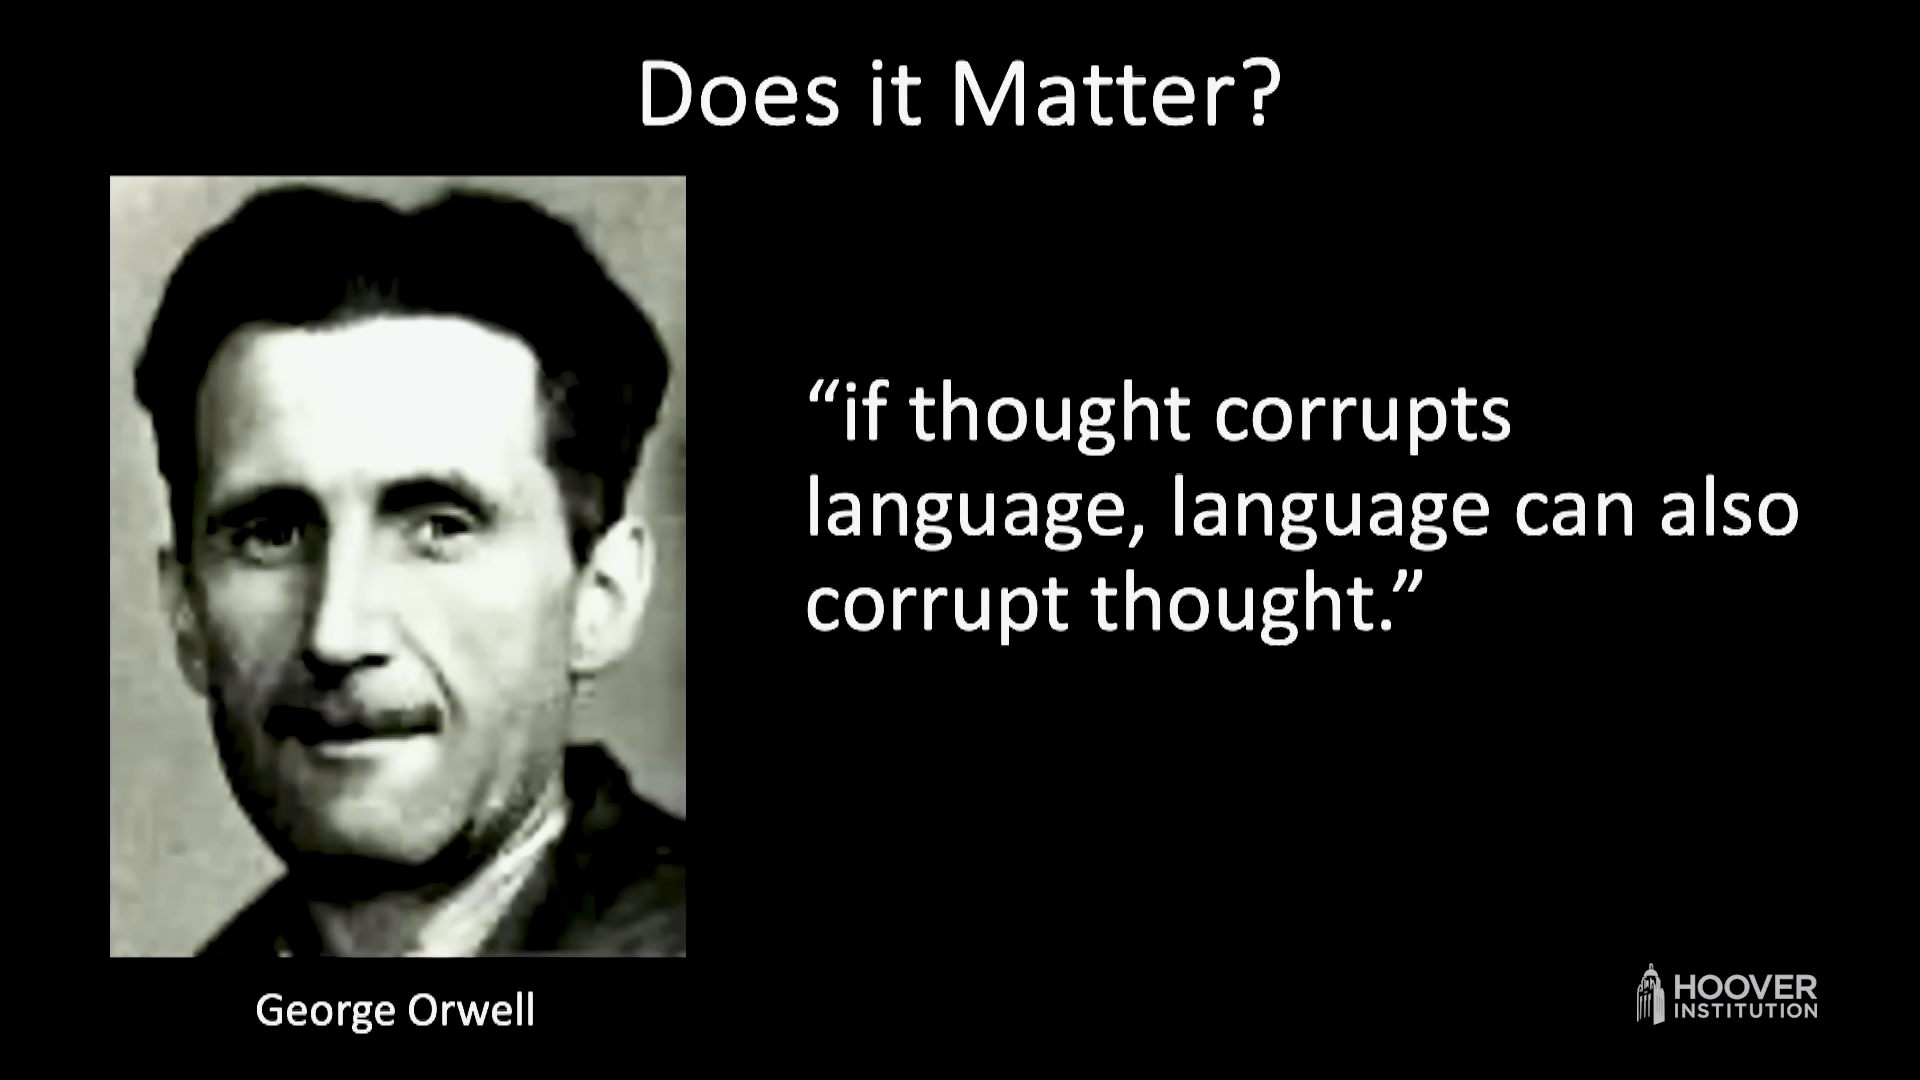 Does it Matter?
“if thought corrupts
language, language can also
corrupt thought.”
George Orwell
HOOVER
INSTITUTION